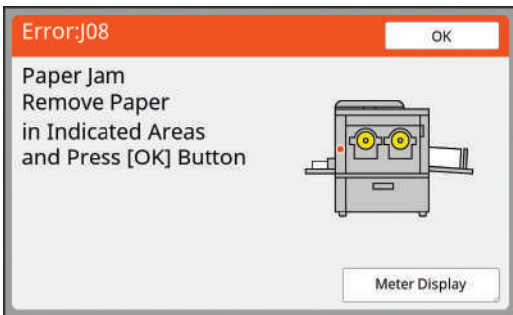 Error:J08
OK
Paper Jam
Remove Paper
in Indicated Areas
and Press [OK] Button
Meter Display